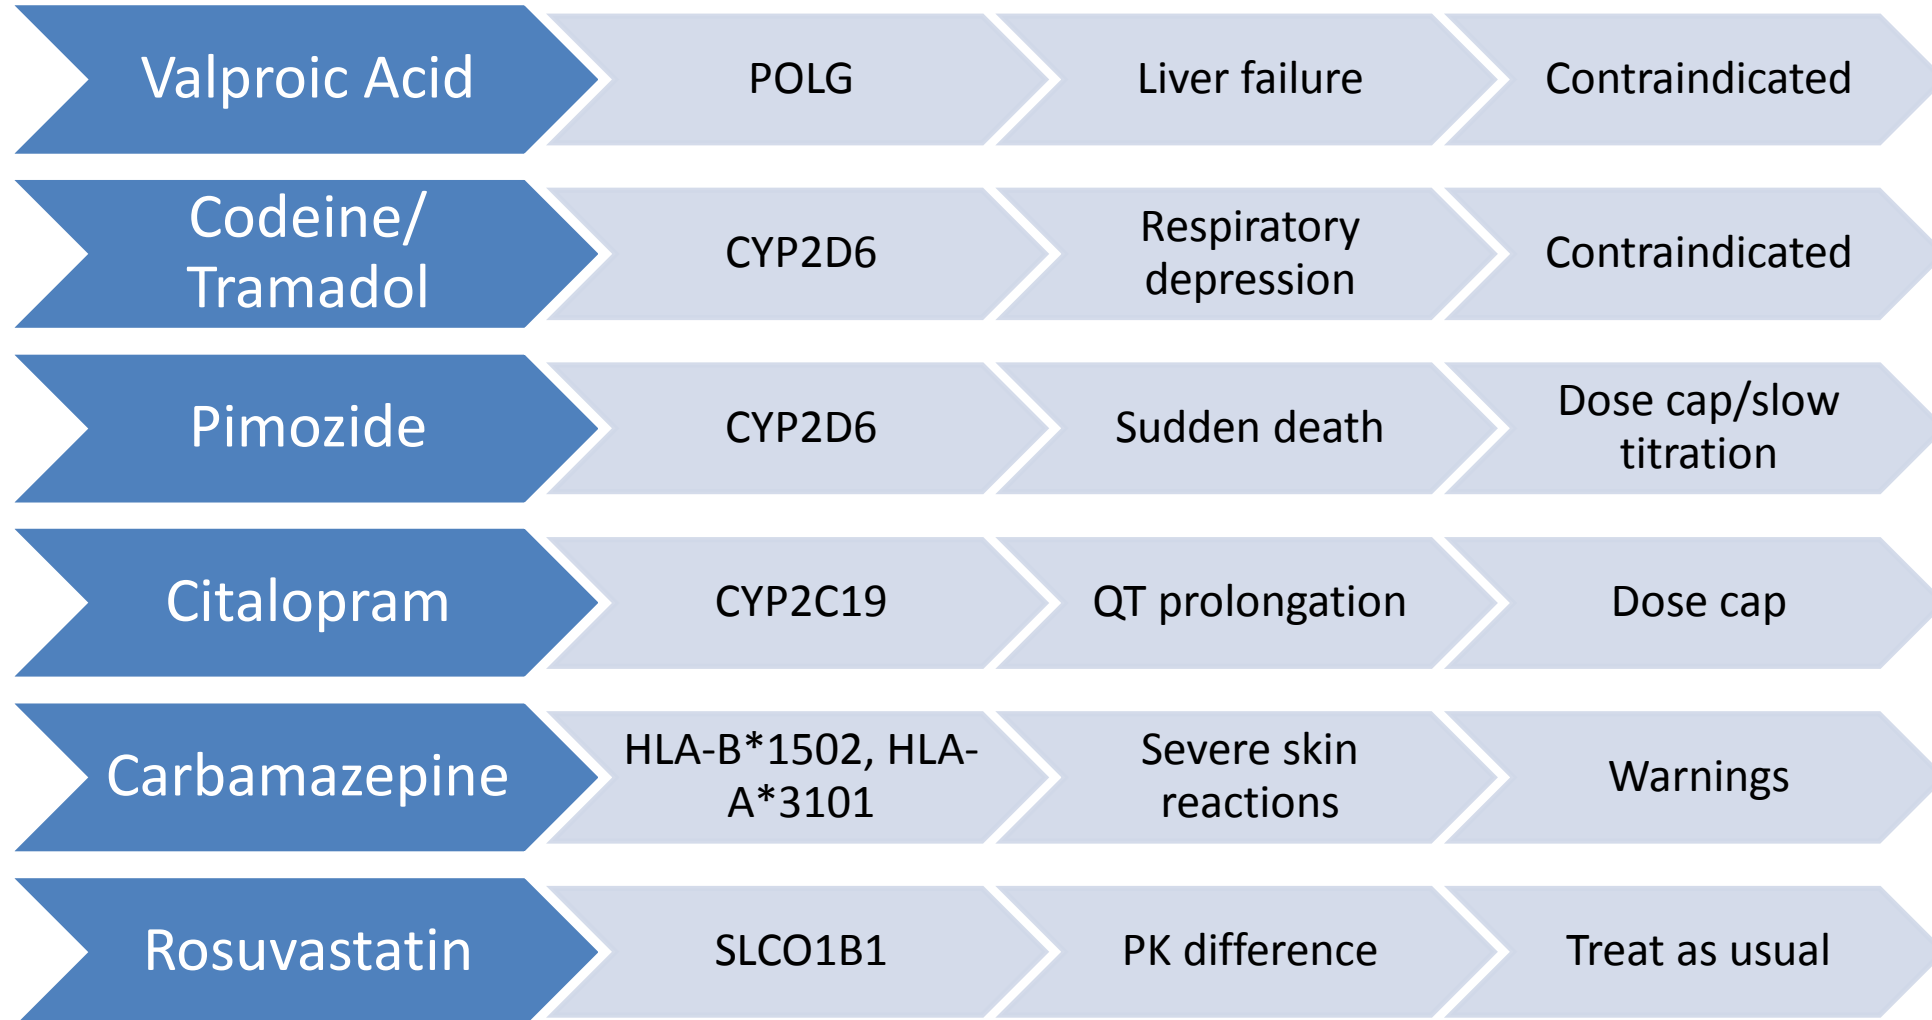 Valproic Acid
POLG
Liver failure
Contraindicated
Codeine/
Tramadol
CYP2D6
Respiratory
depression
Contraindicated
Pimozide
CYP2D6
Sudden death
Dose cap/slow
titration
Citalopram
CYP2C19
QT prolongation
Dose cap
Carbamazepine
HLA-B*1502, HLA-
A*3101
Severe skin
reactions
Warnings
Rosuvastatin
SLCO1B1
PK difference
Treat as usual